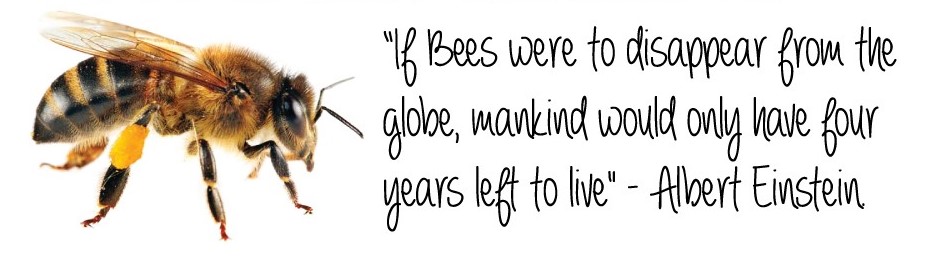 "If Bees were to disappear from the
globe, mankind would only have four
years left to live" - Albert Einstein.